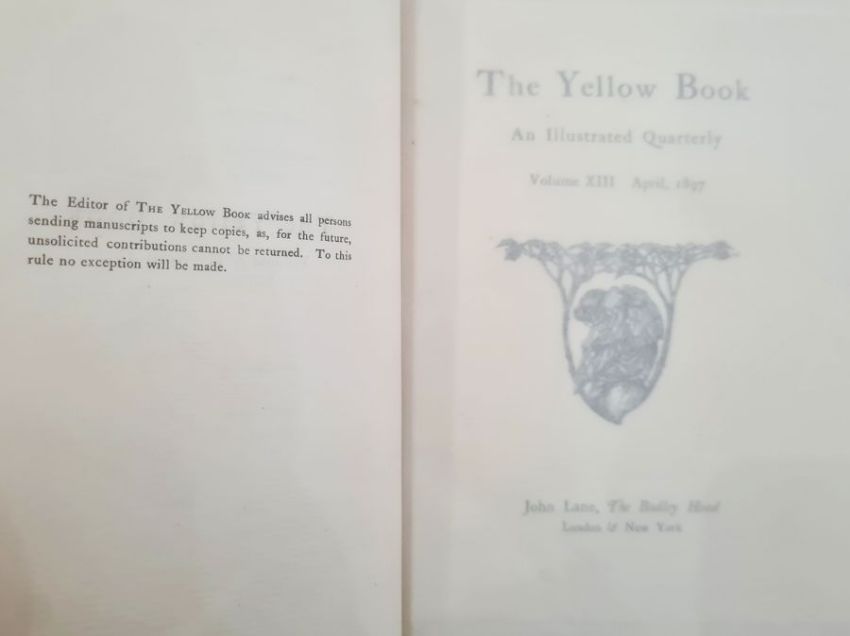 The Editor of THE YELLOW BOOK advises all persons
sending manuscripts to keep copies, as, for the future,
unsolicited contributions cannot be returned. To this
rule no exception will be made.
The Yellow Book
An Illustrated Quarterly
Volume XIII April, 1897
John Lane, The Bodley Head
London & New York